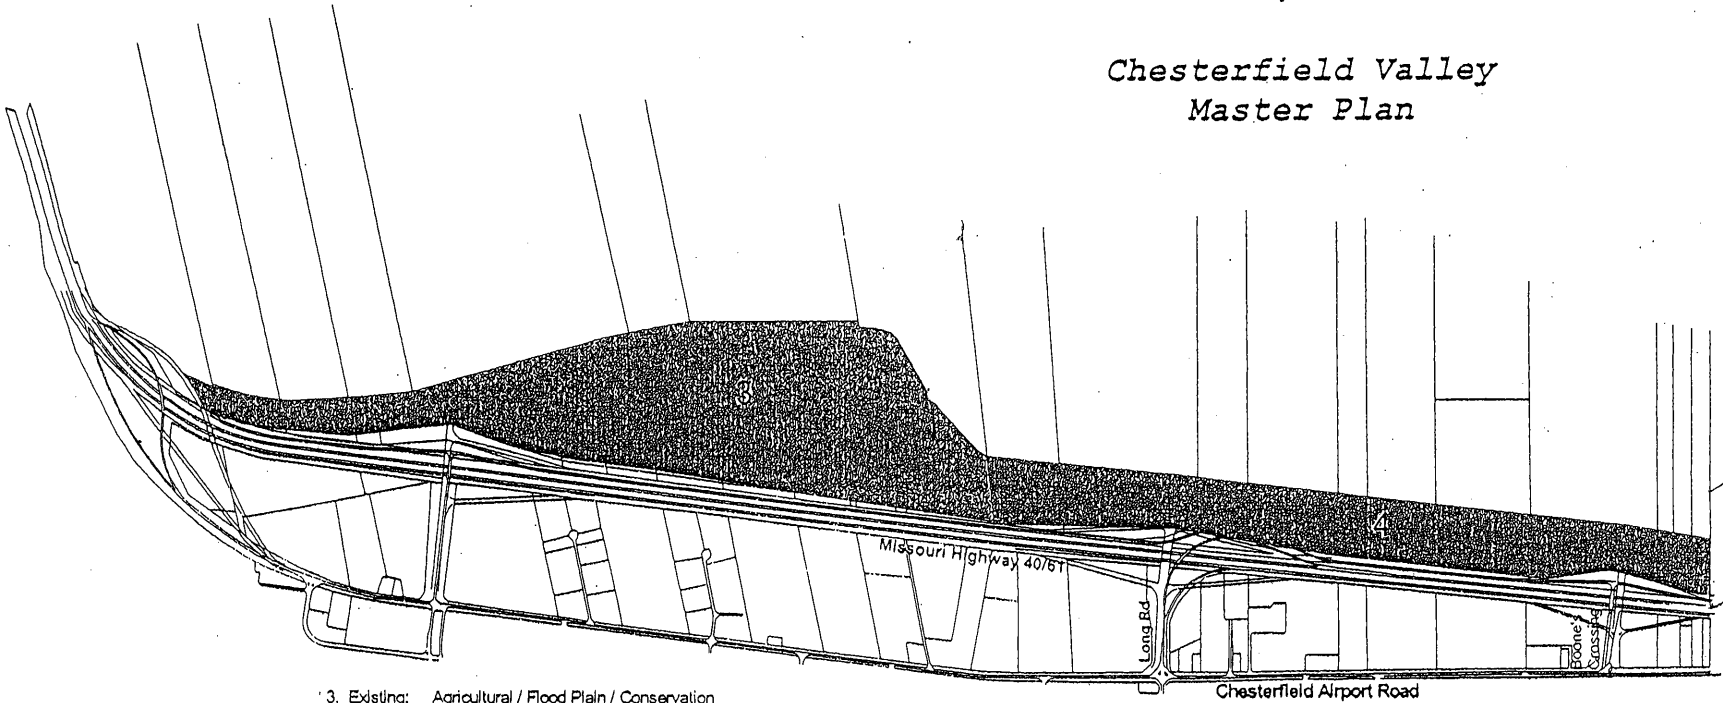 Chesterfield Valley
Master Plan
3
4
Missouri Highway 40/61
Long Rd
Boone's
Crossing
Chesterfield Airport Road
3. Existing: Agricultural / Flood Plain / Conservation